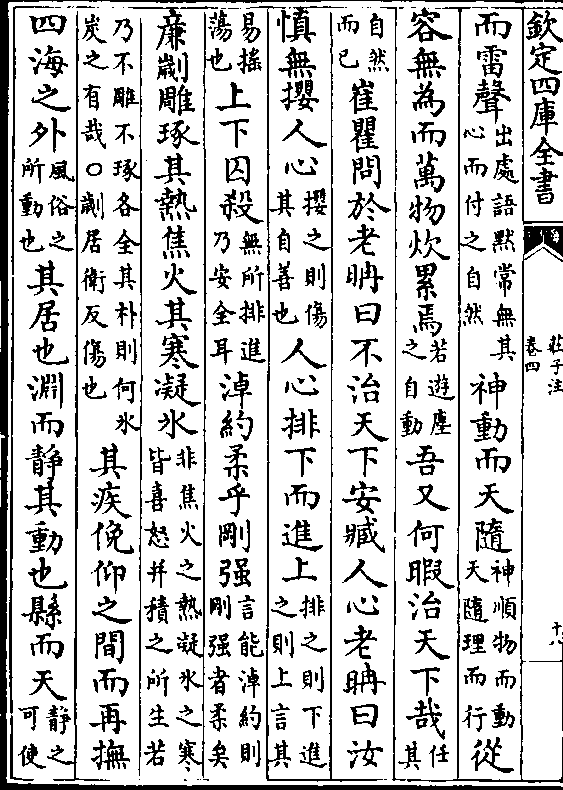 欽定四庫全書 莊子注 卷四 十八
而雷聲出處語黙常無其心而付之自然神動而天隨神順物而動天隨理而行從
容無為而萬物炊累焉若遊塵之自動吾又何暇治天下哉任其
自然而已崔瞿問於老聃曰不治天下安臧人心老聃曰汝
慎無攖人心攖之則傷其自善也人心排下而進上排之則下進之則上言其
易搖蕩也上下囚殺無所排進乃安全耳淖約柔乎剛强言能淖約則剛强者柔矣
廉劌雕琢其熱焦火其寒凝氷非焦火之熱凝氷之寒皆喜怒并積之所生若
乃不雕不琢各全其朴則何氷炭之有哉○劌居衛反傷也其疾俛仰之間而再撫
四海之外風俗之所動也其居也淵而静其動也縣而天静之可使